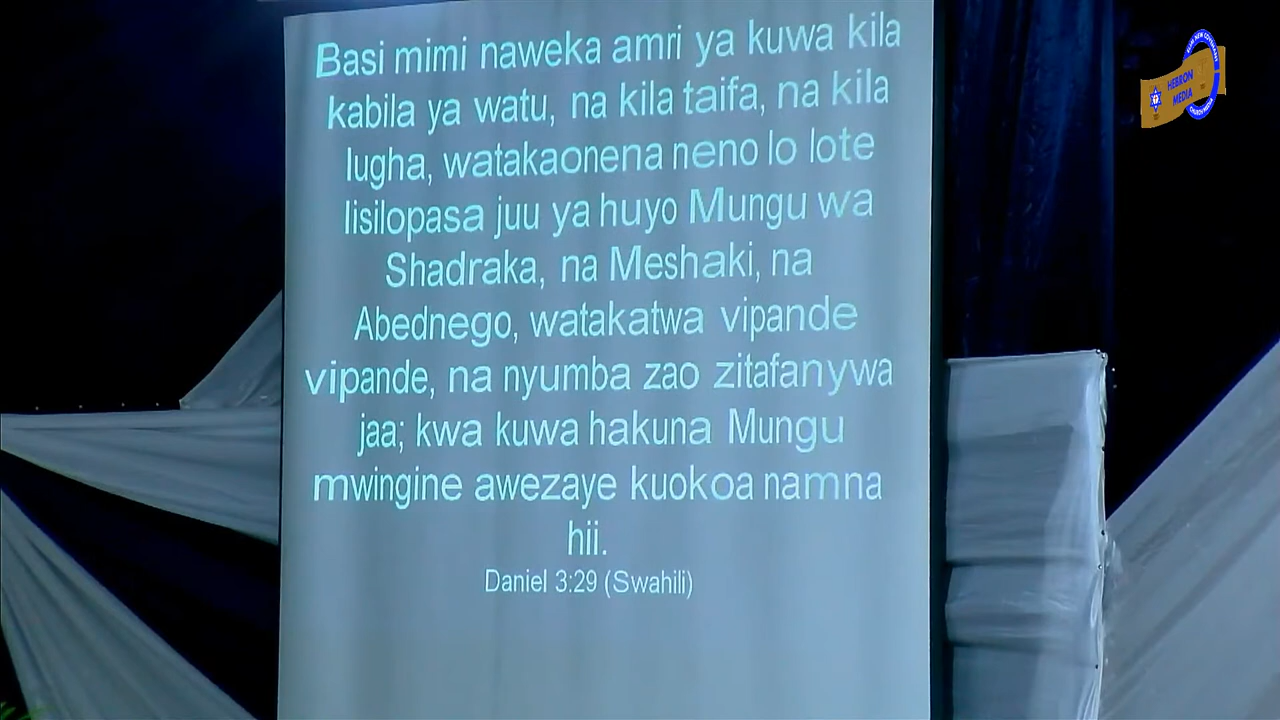 Basi mimi naweka amri ya kuwa kila
kabila ya watu, na kila taifa, na kila
lugha, watakaonena neno lo lote
lisilopasa juu ya huyo Mungu wa
Shadraka, na Meshaki, na
Abednego, watakatwa vipande
vipande, na nyumba zao zitafanywa
jaa; kwa kuwa hakuna Mungu
mwingine awezaye kuokoa namna
hii.
Daniel 3:29 (Swahili)
HEBRON
MEDIA